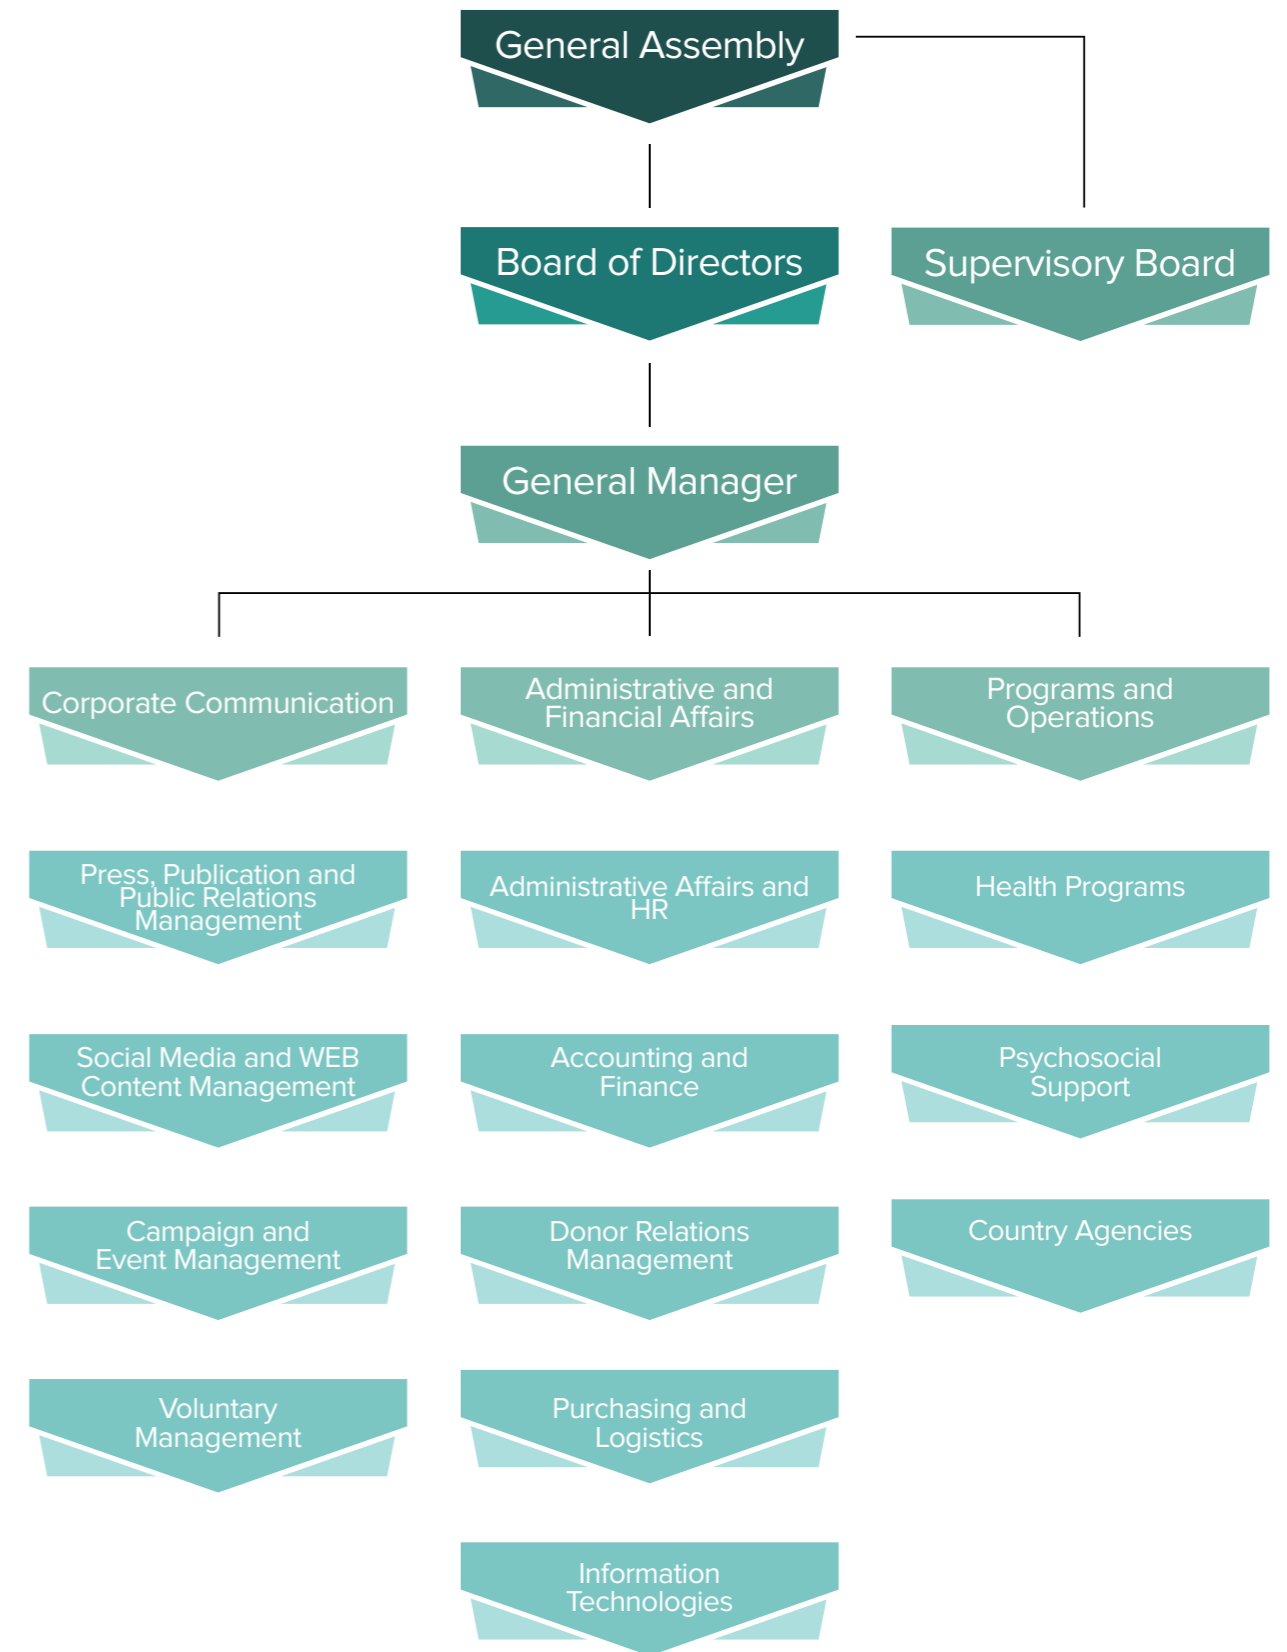 General Assembly
Board of Directors
Supervisory Board
General Manager
Corporate Communication
Administrative and
Financial Affairs
Programs and
Operations
Press, Publication and
Public Relations
Management
Administrative Affairs and
HR
Health Programs
Social Media and WEB
Content Management
Accounting and
Finance
Psychosocial
Support
Campaign and
Event Management
Donor Relations
Management
Country Agencies
Voluntary
Management
Purchasing and
Logistics
Information
Technologies